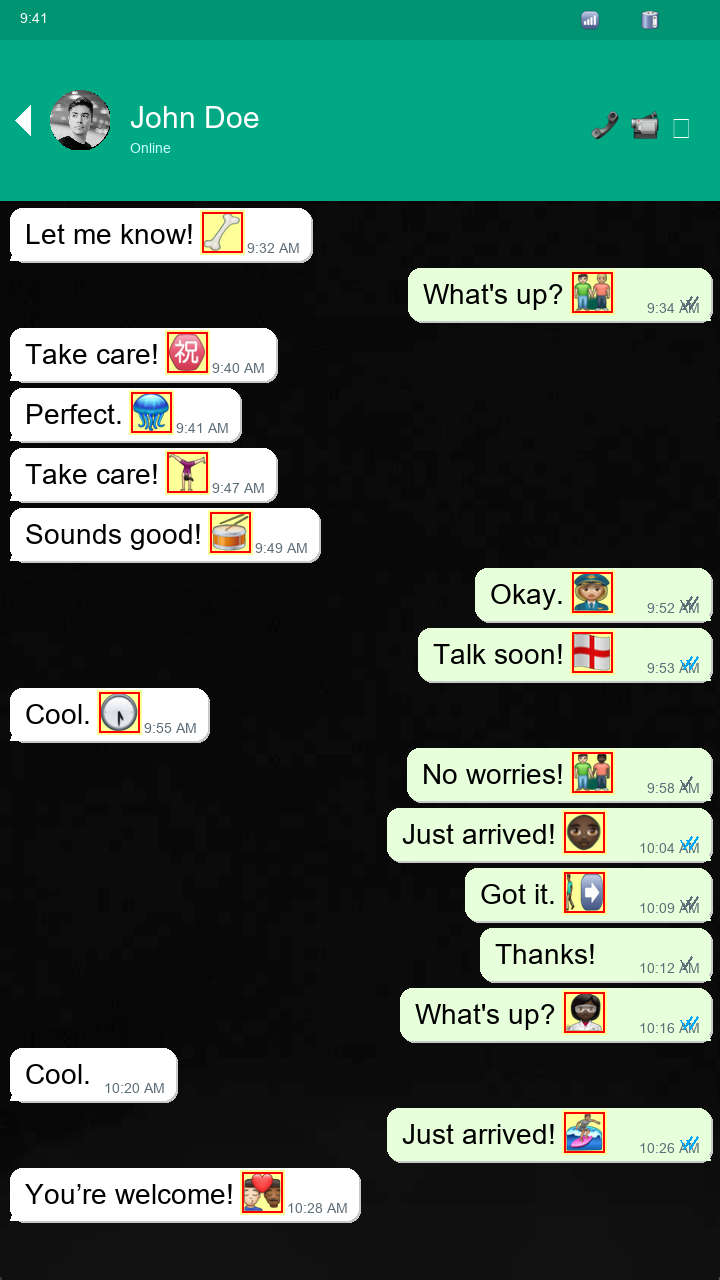 9:41
John Doe
Online
Let me know! 🦴 9:32 AM
What's up? 👬 9:34 AM
Take care! ㊗️ 9:40 AM
Perfect. 🪼 9:41 AM
Take care! 🤸‍♀️ 9:47 AM
Sounds good! 🥁 9:49 AM
Okay. 👮‍♀️ 9:52 AM
Talk soon! 🏴󠁧󠁢󠁥󠁮󠁧󠁿 9:53 AM
Cool. 🕠 9:55 AM
No worries! 👬 9:58 AM
Just arrived! 🧔🏿‍♂️ 10:04 AM
Got it. 🚶‍➡️ 10:09 AM
Thanks! 10:12 AM
What's up? 👩🏿‍🔬 10:16 AM
Cool. 10:20 AM
Just arrived! 🏄🏽 10:26 AM
You’re welcome! 👨🏻‍❤️‍💋‍👨🏾 10:28 AM